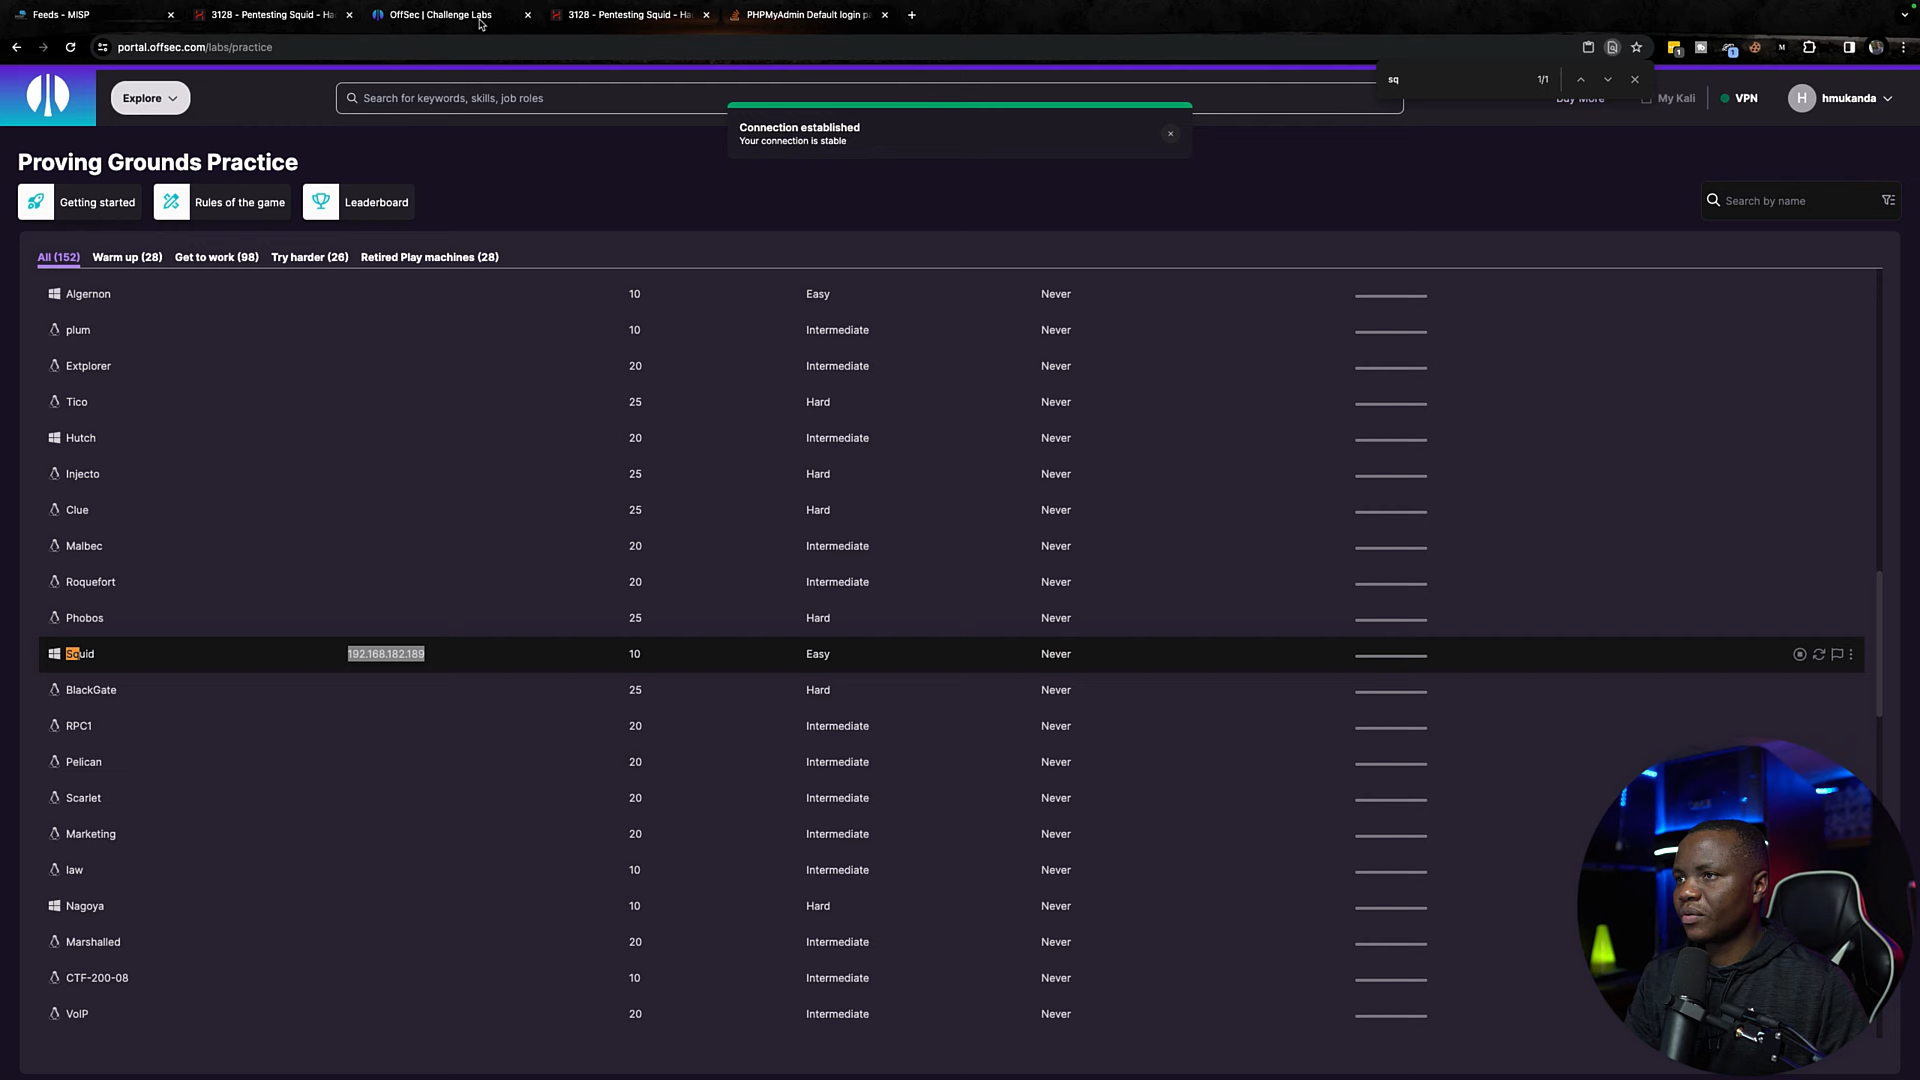 Feeds - MISP
3128 - Pentesting Squid - Ha
OffSec | Challenge Labs
3128 - Pentesting Squid - Ha
PHPMyAdmin Default login pa
portal.offsec.com/labs/practice
sq
1/1
Explore
Search for keywords, skills, job roles
Buy More
My Kali
VPN
H
hmukanda
Connection established
Your connection is stable
Proving Grounds Practice
Getting started
Rules of the game
Leaderboard
Search by name
All (152)
Warm up (28)
Get to work (98)
Try harder (26)
Retired Play machines (28)
Algernon 10 Easy Never
plum 10 Intermediate Never
Extplorer 20 Intermediate Never
Tico 25 Hard Never
Hutch 20 Intermediate Never
Injecto 25 Hard Never
Clue 25 Hard Never
Malbec 20 Intermediate Never
Roquefort 20 Intermediate Never
Phobos 25 Hard Never
Squid 192.168.182.189 10 Easy Never
BlackGate 25 Hard Never
RPC1 20 Intermediate Never
Pelican 20 Intermediate Never
Scarlet 20 Intermediate Never
Marketing 20 Intermediate Never
law 10 Intermediate Never
Nagoya 10 Hard Never
Marshalled 20 Intermediate Never
CTF-200-08 10 Intermediate Never
VoIP 20 Intermediate Never